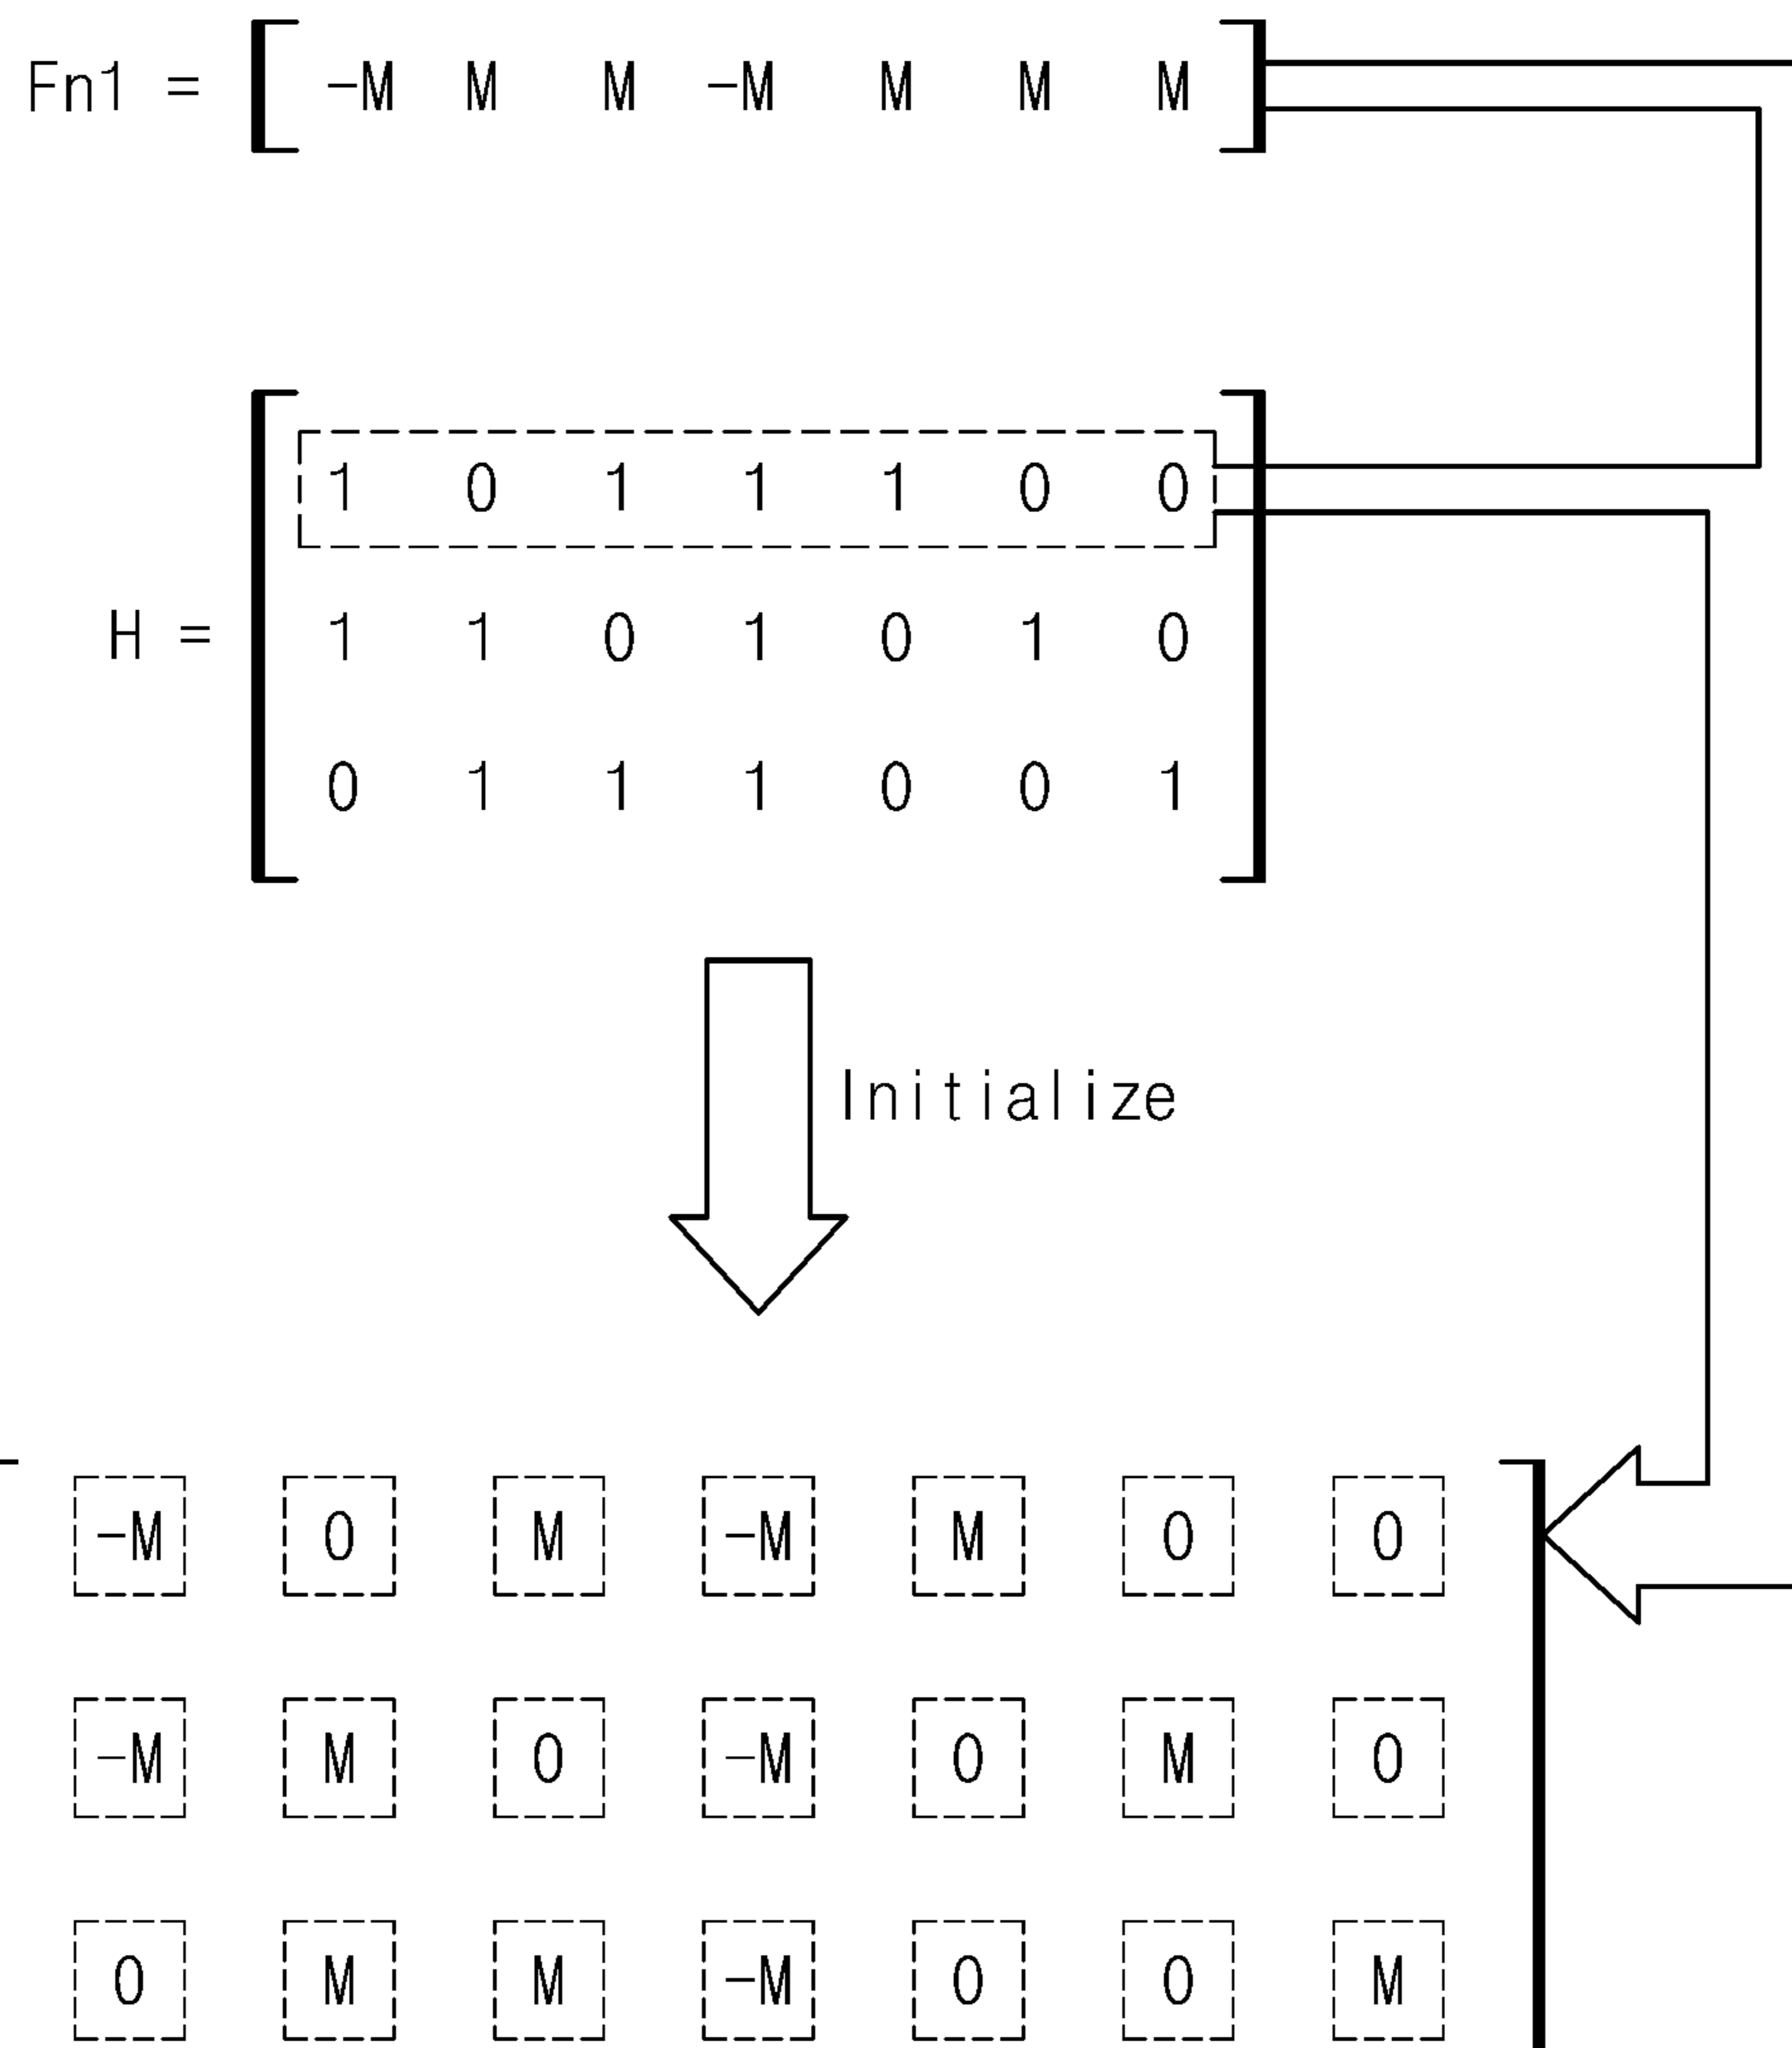 Fn1 = -M M M -M M M M
1 0 1 1 1 0 0
H = 1 1 0 1 0 1 0
0 1 1 1 0 0 1
Initialize
-M 0 M -M M 0 0
-M M 0 -M 0 M 0
0 M M -M 0 0 M